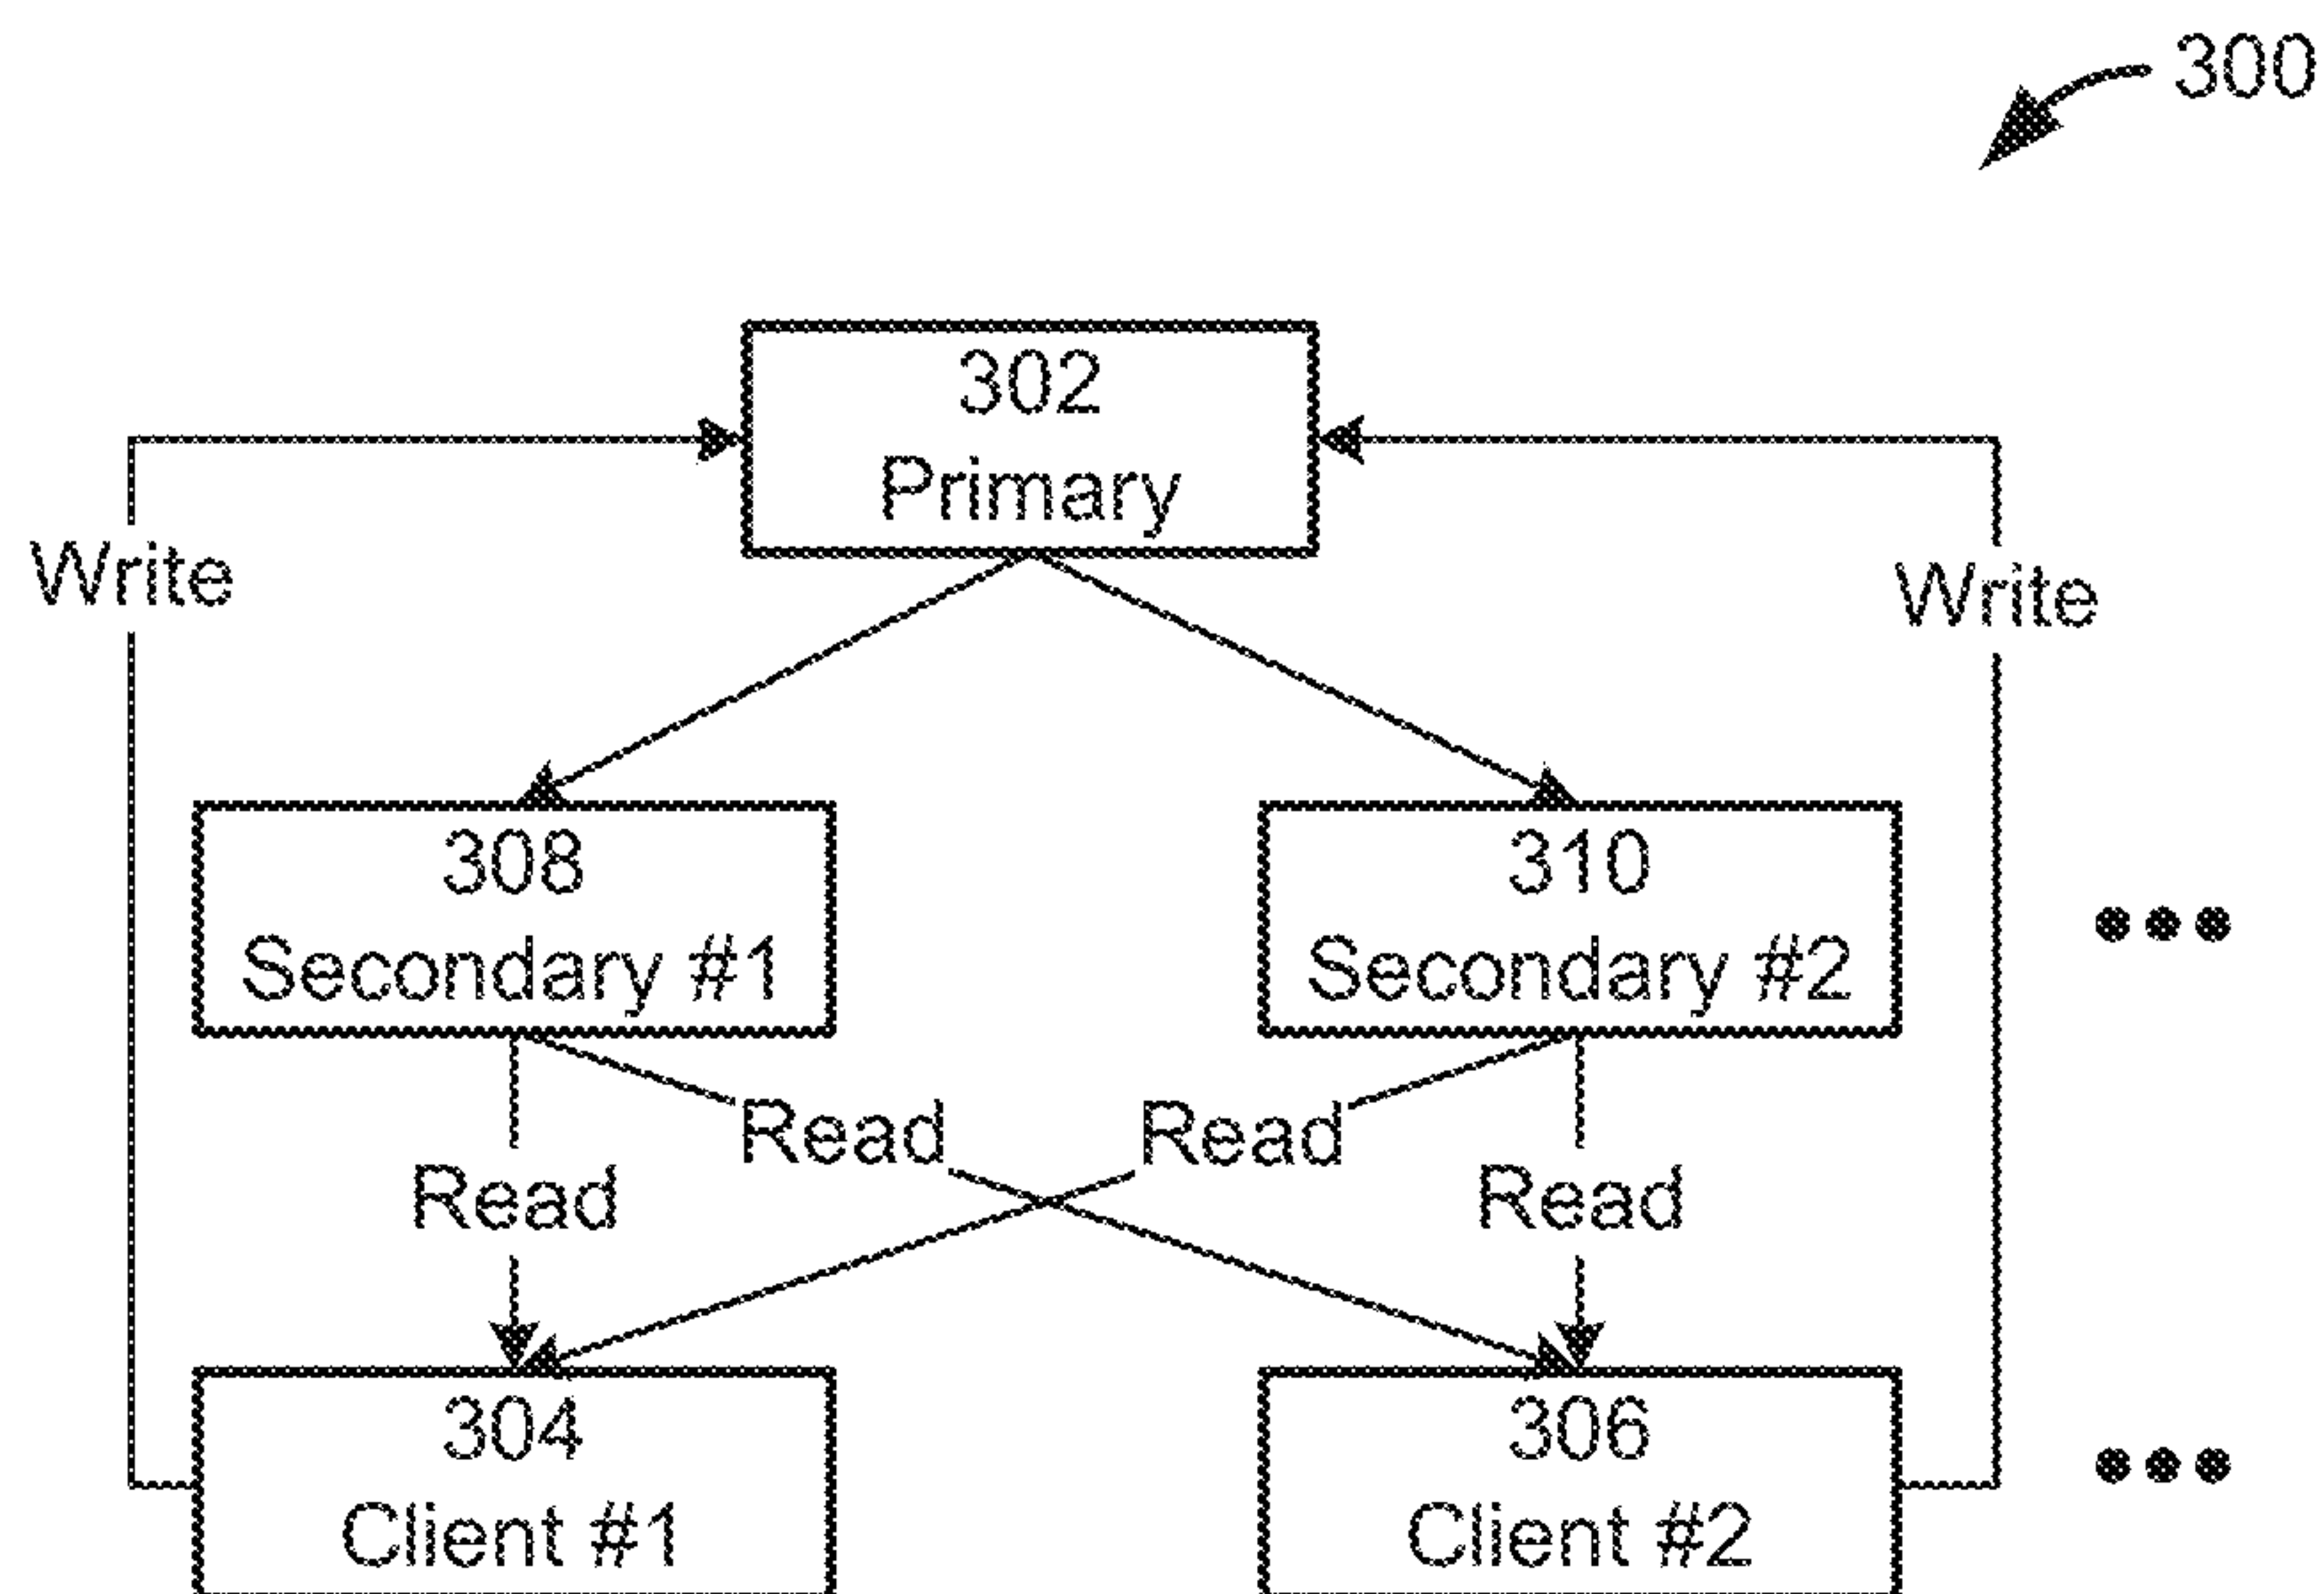 300
302
Primary
Write
Write
308
Secondary #1
310
Secondary #2
Read
Read
Read
Read
304
Client #1
306
Client #2